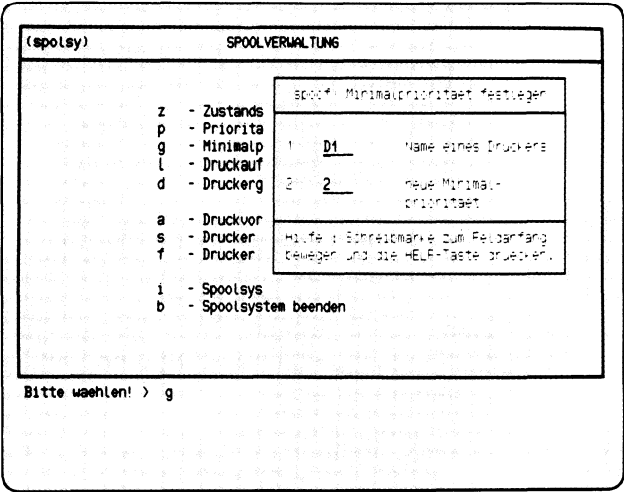 (spolsy) SPOOLVERWALTUNG
spocf: Minimalprioritaet festlegen
z - Zustands
p - Priorita
g - Minimalp
l - Druckauf
d - Druckerg
1 D1 Name eines Druckers
2 2 neue Minimal-
prioritaet
a - Druckvor
s - Drucker
f - Drucker
Hilfe : Schreibmarke zum Feldanfang
bewegen und die HELP-Taste druecken.
i - Spoolsys
b - Spoolsystem beenden
Bitte waehlen! > g